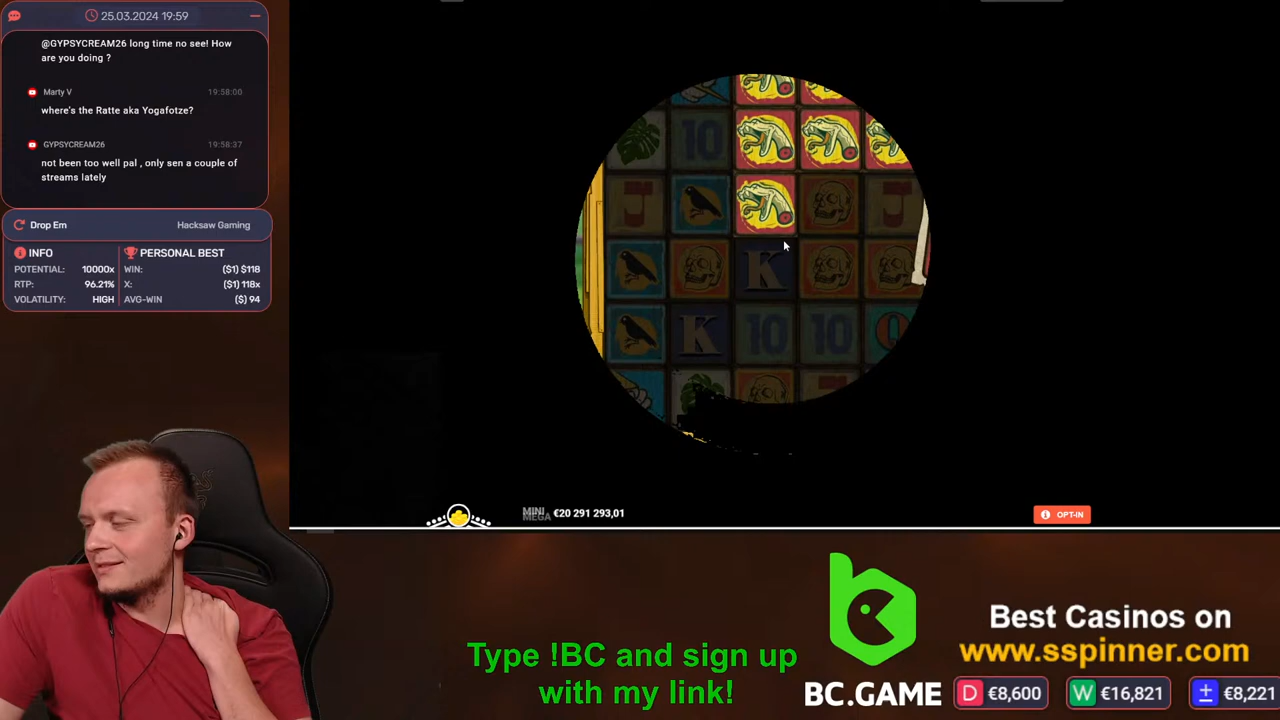 25.03.2024 19:59
@GYPSYCREAM26 long time no see! How
are you doing ?
Marty V 19:58:00
where's the Ratte aka Yogafotze?
GYPSYCREAM26 19:58:37
not been too well pal , only sen a couple of
streams lately
Drop Em Hacksaw Gaming
INFO
POTENTIAL: 10000x
RTP: 96.21%
VOLATILITY: HIGH
PERSONAL BEST
WIN: ($1) $118
X: ($1) 118x
AVG-WIN ($) 94
10
K
K 10 10 Q
MINI
MEGA
€20 291 293,01
OPT-IN
Type !BC and sign up
with my link!
BC.GAME
Best Casinos on
www.sspinner.com
D €8,600 W €16,821 ± €8,221